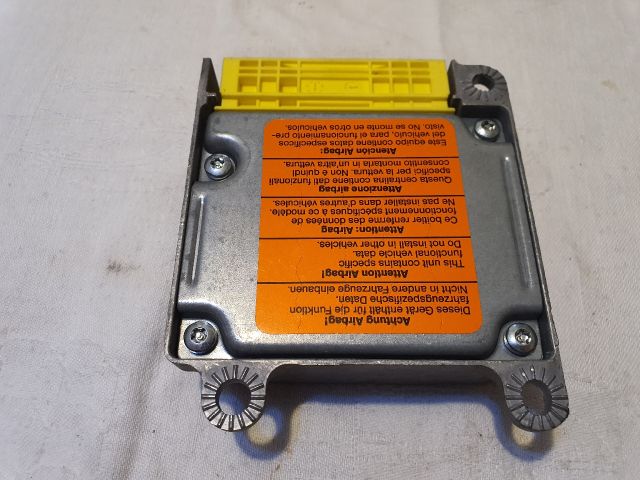 Achtung Airbag!
Dieses Gerät enthält für die Funktion
fahrzeugspezifische Daten.
Nicht in andere Fahrzeuge einbauen.
Attention Airbag!
This unit contains specific
functional vehicle data.
Do not install in other vehicles.
Attention: Airbag
Ce boîtier renferme des données de
fonctionnement spécifiques à ce modèle.
Ne pas installer dans d'autres véhicules.
Attenzione airbag
Questa centralina contiene dati funzionali
specifici per la vettura. Non è quindi
consentito montarla in un'altra vettura.
Atención Airbag:
Este equipo contiene datos específicos
del vehículo, para el funcionamiento pre-
visto. No se monte en otros vehículos.